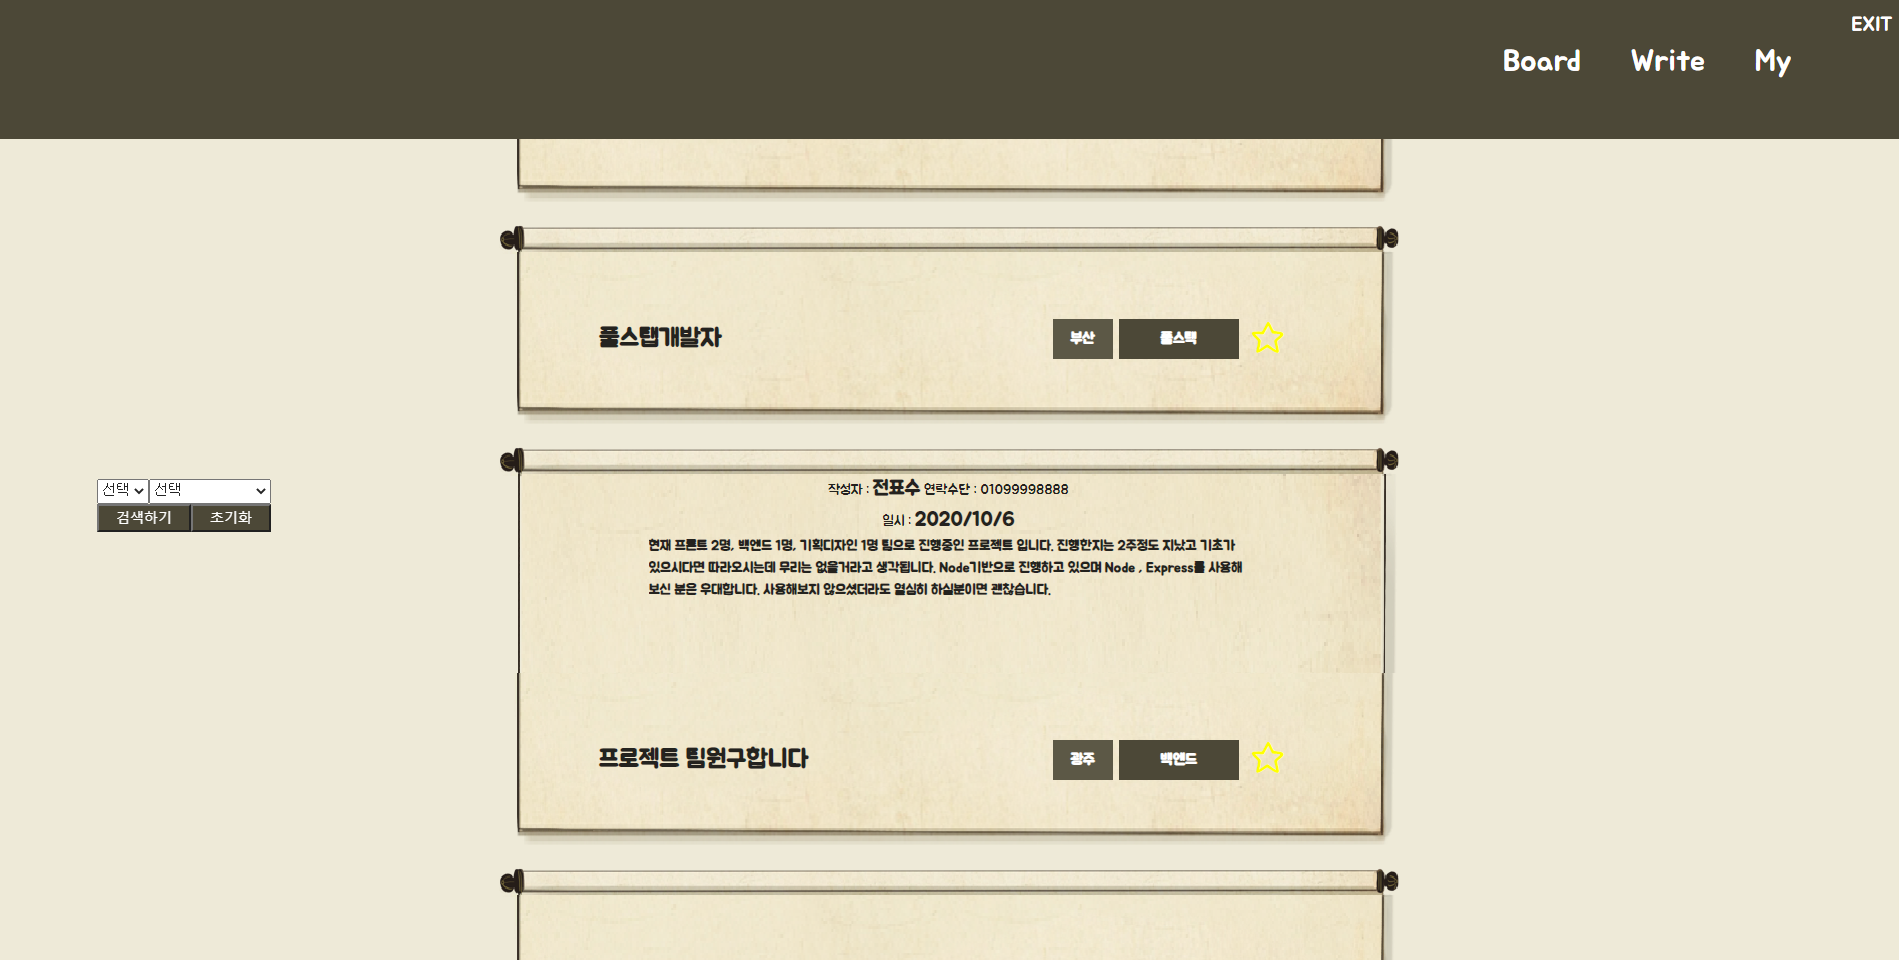 EXIT
Board Write My
풀스탭개발자 부산 풀스택
선택 선택
검색하기 초기화
작성자 : 전표수 연락수단 : 01099998888
일시 : 2020/10/6
현재 프론트 2명, 백엔드 1명, 기획디자인 1명 팀으로 진행중인 프로젝트 입니다. 진행한지는 2주정도 지났고 기초가
있으시다면 따라오시는데 무리는 없을거라고 생각됩니다. Node기반으로 진행하고 있으며 Node , Express를 사용해
보신 분은 우대합니다. 사용해보지 않으셨더라도 열심히 하실분이면 괜찮습니다.
프로젝트 팀원구합니다 광주 백엔드